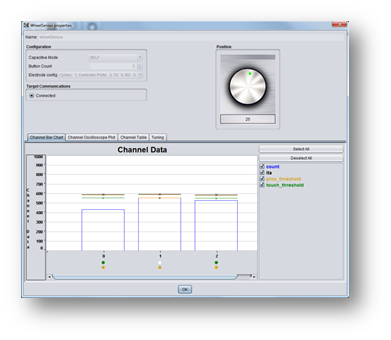 WheelSensor properties
Name: wheelSensor
Configuration
Capacitive Mode SELF
Button Count
Electrode config
Target Communications
Connected
Position
25
Channel Bar Chart Channel Oscilloscope Plot Channel Table Tuning
Channel Data
Select All
Deselect All
count
lta
prox_threshold
touch_threshold
Channel Data
1000
900
800
700
600
500
400
300
200
100
0
0 1 2
OK